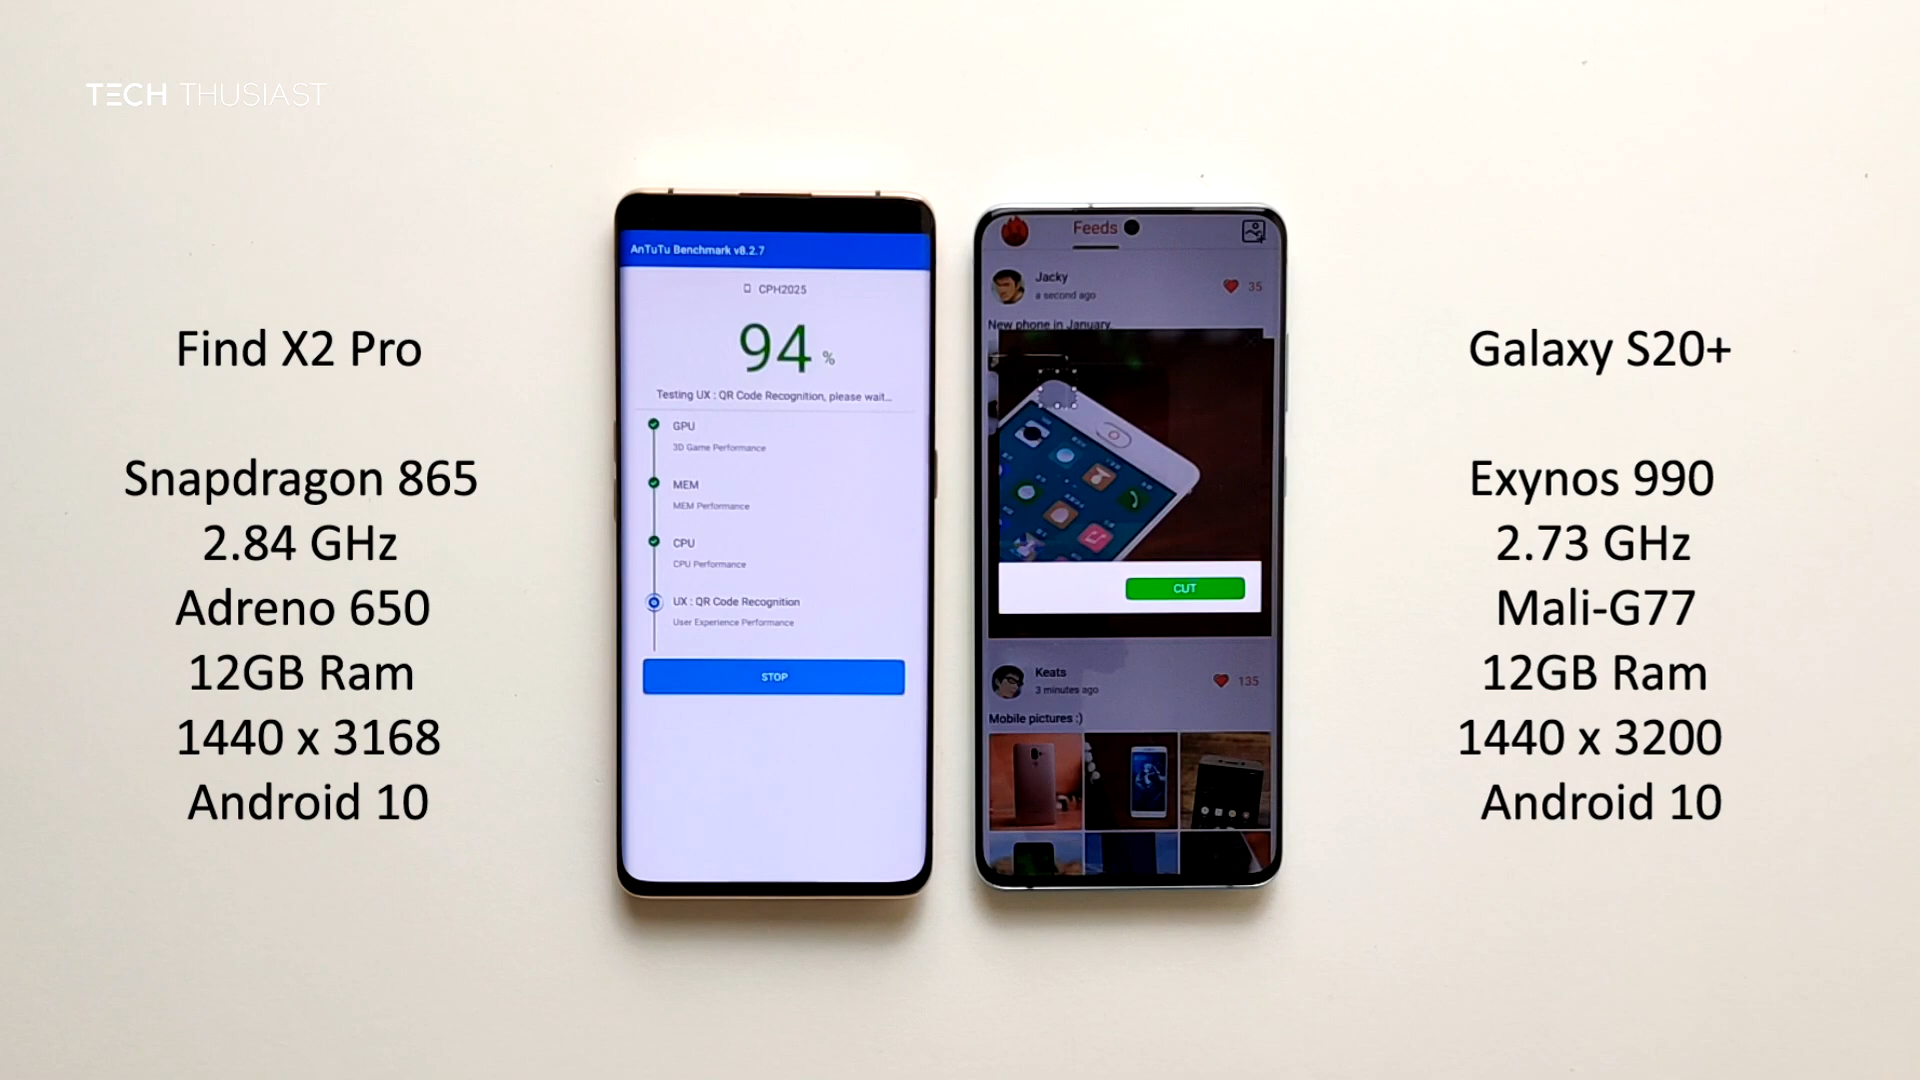 TECH THUSIAST
Find X2 Pro
Snapdragon 865
2.84 GHz
Adreno 650
12GB Ram
1440 x 3168
Android 10
AnTuTu Benchmark v8.2.7
CPH2025
94 %
Testing UX : QR Code Recognition, please wait...
GPU
3D Game Performance
MEM
MEM Performance
CPU
CPU Performance
UX : QR Code Recognition
User Experience Performance
STOP
Feeds
Jacky
a second ago
35
New phone in January.
CUT
Keats
3 minutes ago
135
Mobile pictures :)
Galaxy S20+
Exynos 990
2.73 GHz
Mali-G77
12GB Ram
1440 x 3200
Android 10